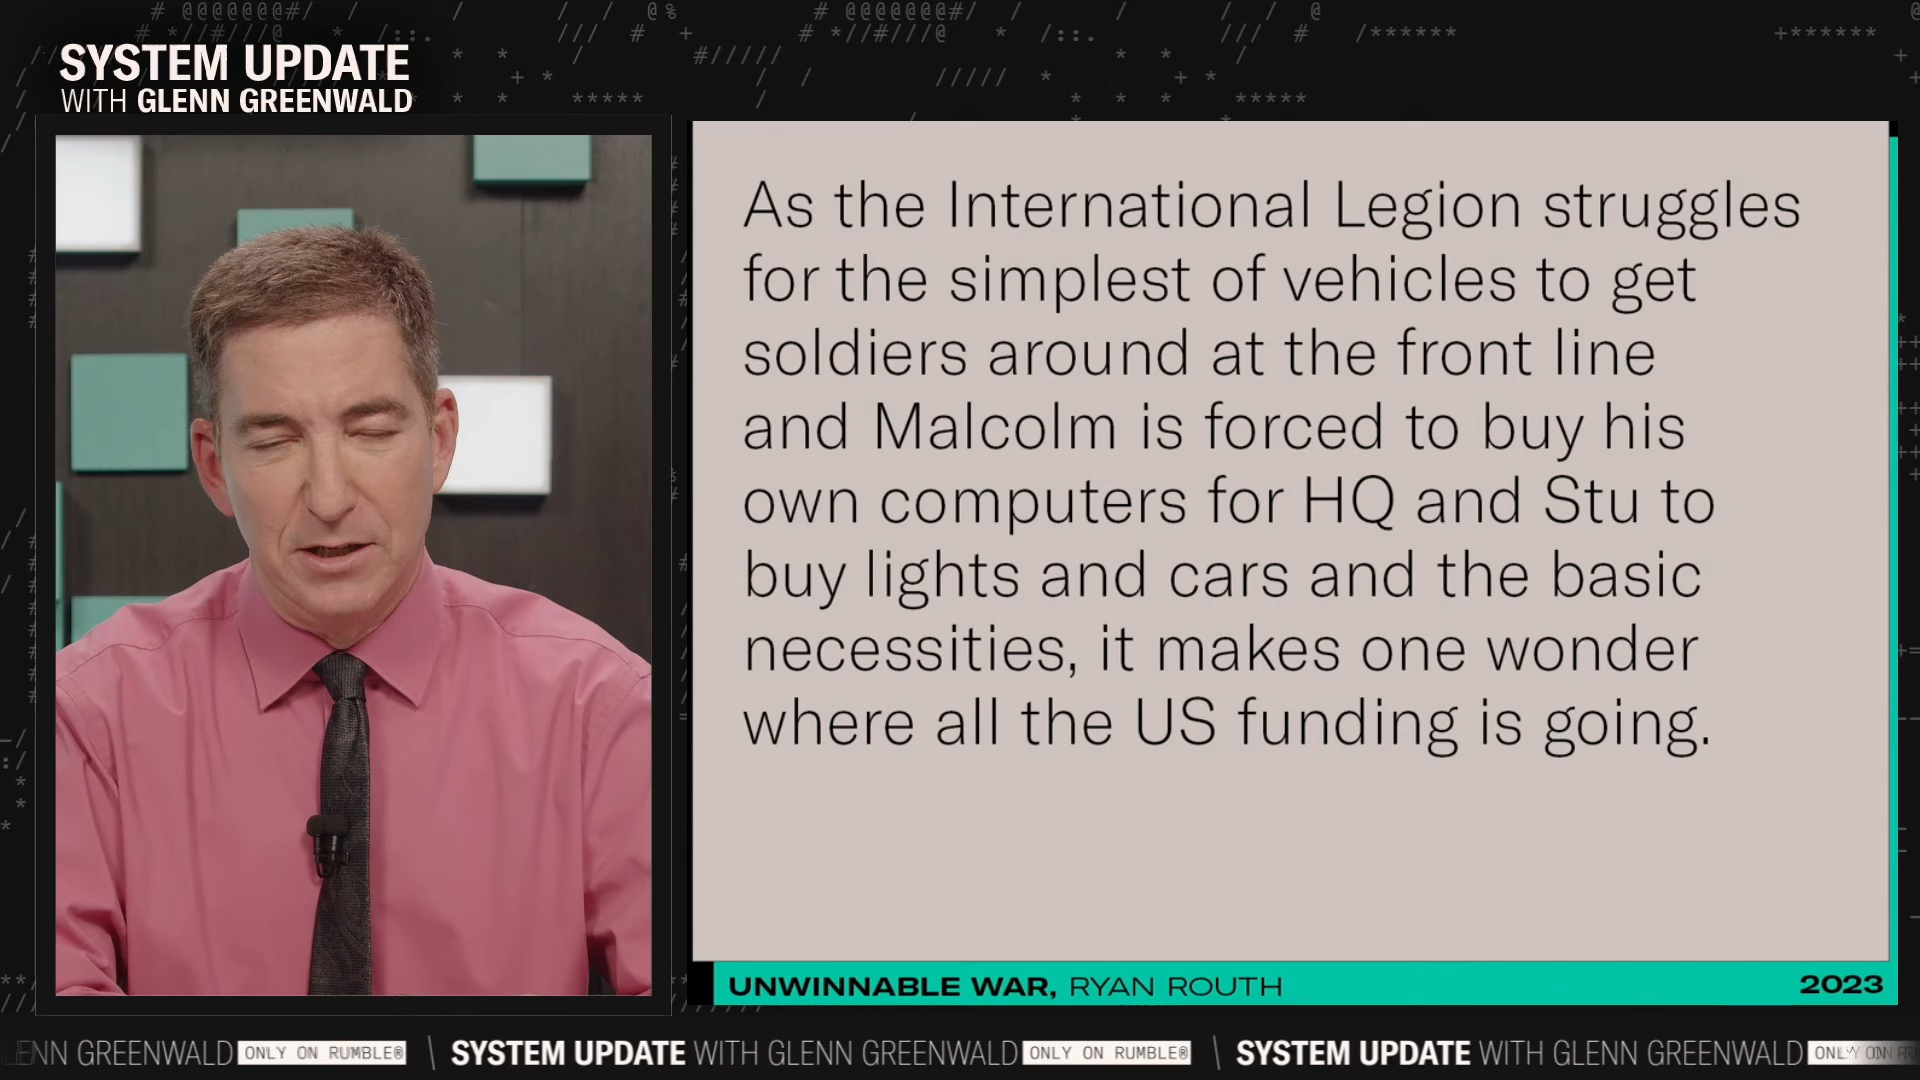 SYSTEM UPDATE
WITH GLENN GREENWALD
As the International Legion struggles
for the simplest of vehicles to get
soldiers around at the front line
and Malcolm is forced to buy his
own computers for HQ and Stu to
buy lights and cars and the basic
necessities, it makes one wonder
where all the US funding is going.
UNWINNABLE WAR, RYAN ROUTH
2023
GREENWALD ONLY ON RUMBLE® \ SYSTEM UPDATE WITH GLENN GREENWALD ONLY ON RUMBLE® \ SYSTEM UPDATE WITH GLENN GREENWALD ONLY ON